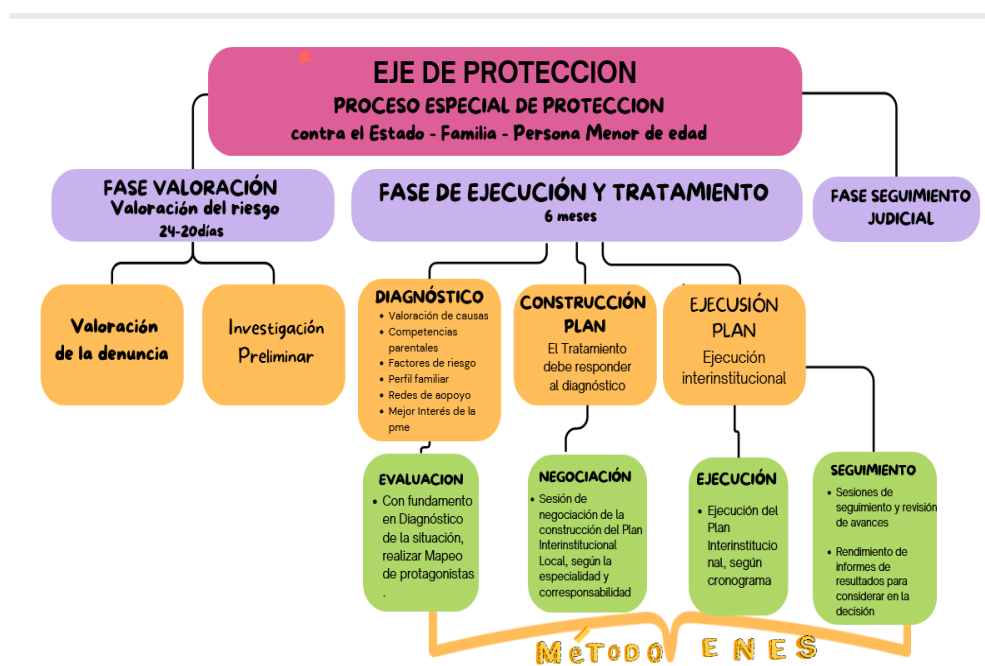 EJE DE PROTECCION
PROCESO ESPECIAL DE PROTECCION
contra el Estado - Familia - Persona Menor de edad
FASE VALORACIÓN
Valoración del riesgo
24-20días
FASE DE EJECUCIÓN Y TRATAMIENTO
6 meses
FASE SEGUIMIENTO
JUDICIAL
Valoración
de la denuncia
Investigación
Preliminar
DIAGNÓSTICO
• Valoración de causas
• Competencias
parentales
• Factores de riesgo
• Perfil familiar
• Redes de aopoyo
• Mejor Interés de la
pme
CONSTRUCCIÓN
PLAN
El Tratamiento
debe responder
al diagnóstico
EJECUSIÓN
PLAN
Ejecución
interinstitucional
EVALUACION
• Con fundamento
en Diagnóstico
de la situación,
realizar Mapeo
de protagonistas
.
NEGOCIACIÓN
• Sesión de
negociación de la
construcción del Plan
Interinstitucional
Local, según la
especialidad y
corresponsabilidad
EJECUCIÓN
• Ejecución del
Plan
Interinstitucio
nal, según
cronograma
SEGUIMIENTO
• Sesiones de
seguimiento y revisión
de avances
• Rendimiento de
informes de
resultados para
considerar en la
decisión
MéTODO ENES